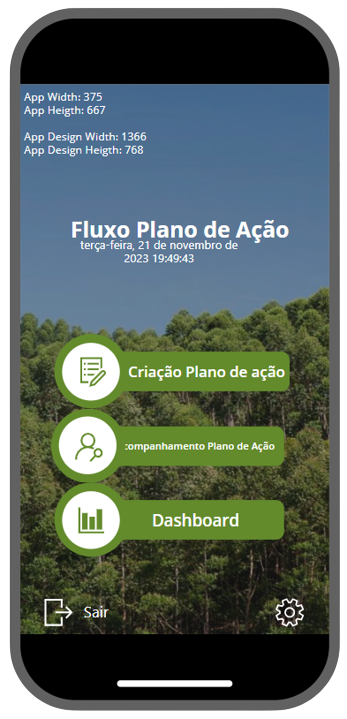 App Width: 375
App Heigth: 667
App Design Width: 1366
App Design Heigth: 768
Fluxo Plano de Ação
terça-feira, 21 de novembro de
2023 19:49:43
Criação Plano de ação
companhamento Plano de Ação
Dashboard
Sair